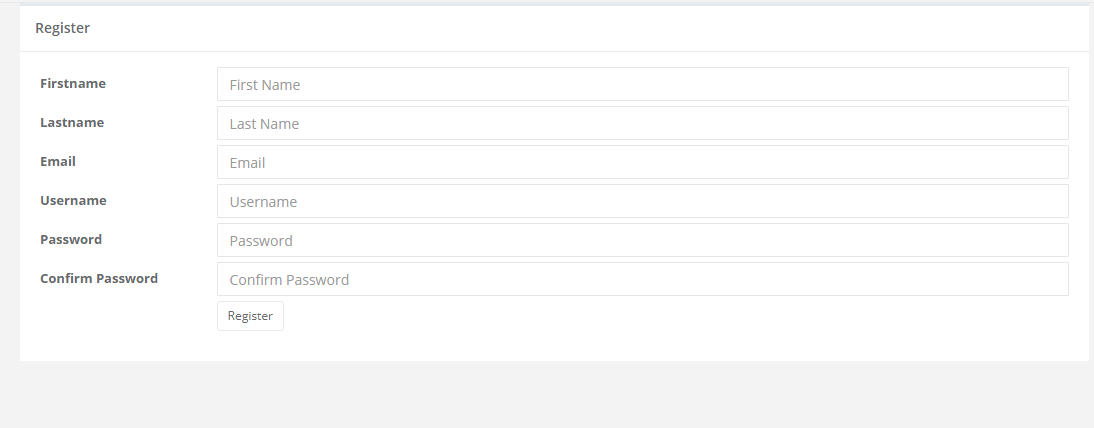 Register
Firstname First Name
Lastname Last Name
Email Email
Username Username
Password Password
Confirm Password Confirm Password
Register